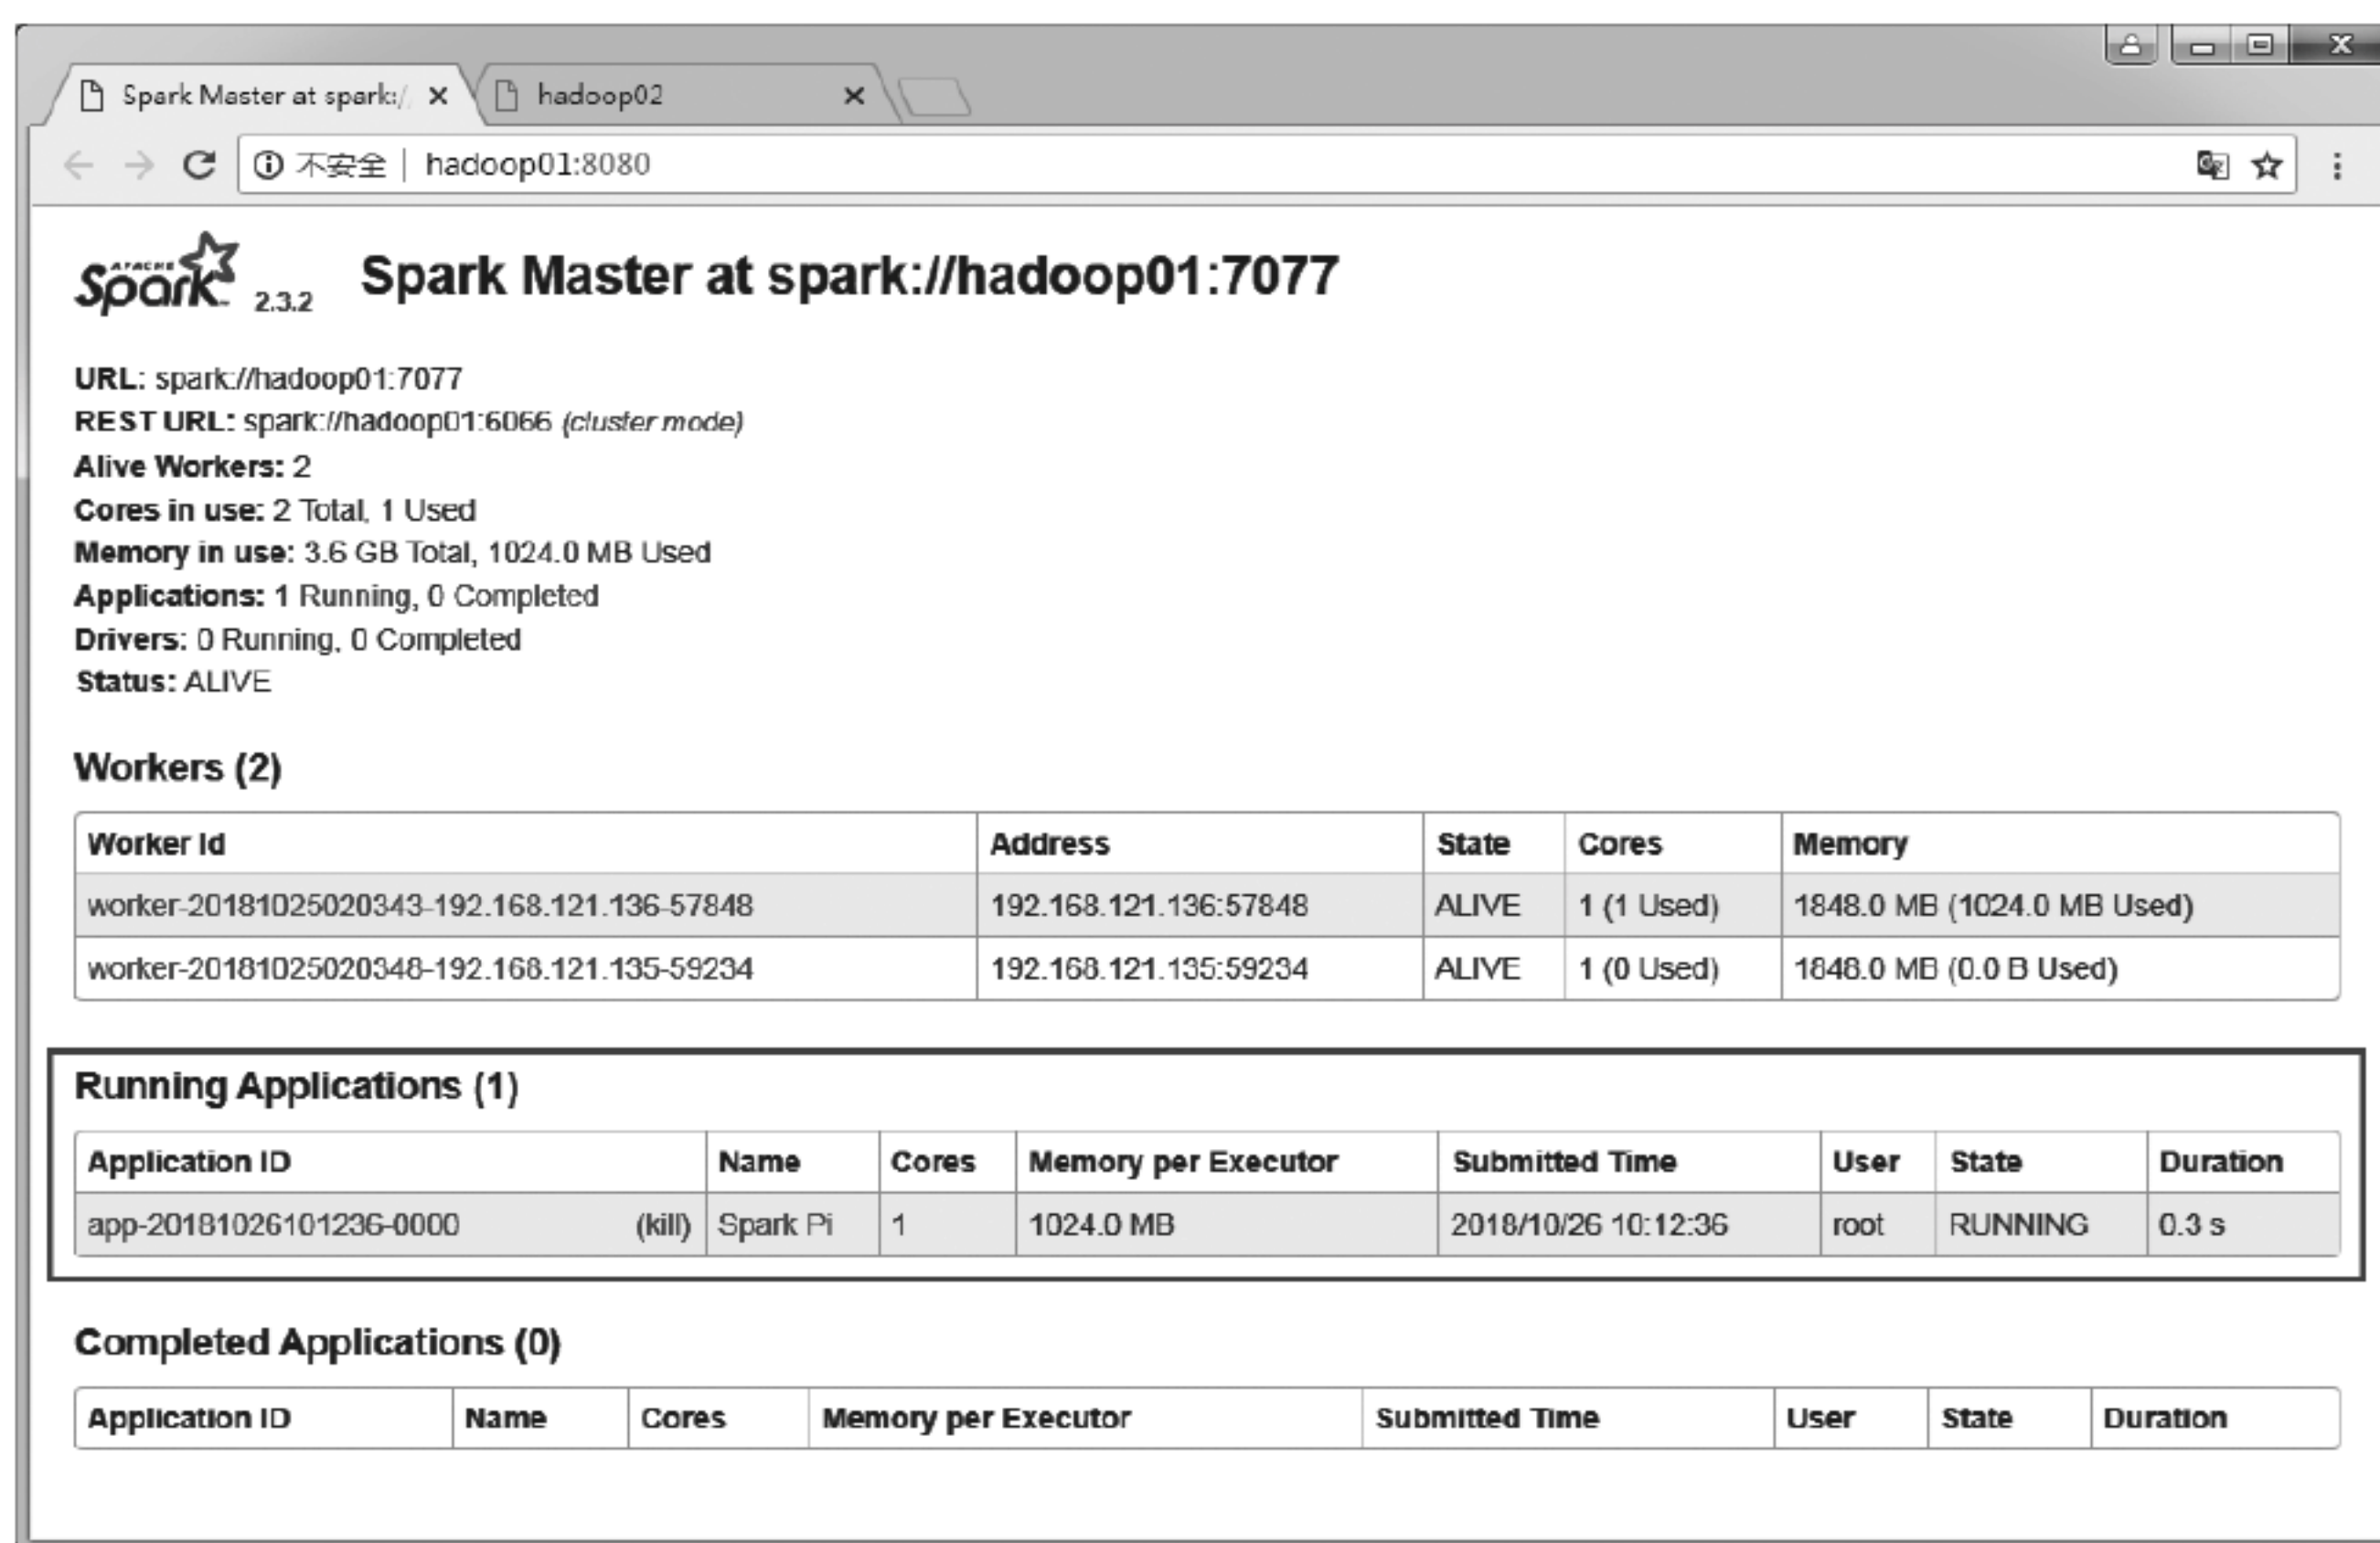 Spark Master at spark:/
hadoop02
不安全 | hadoop01:8080
APACHE
Spark 2.3.2 Spark Master at spark://hadoop01:7077
URL: spark://hadoop01:7077
REST URL: spark://hadoop01:6066 (cluster mode)
Alive Workers: 2
Cores in use: 2 Total, 1 Used
Memory in use: 3.6 GB Total, 1024.0 MB Used
Applications: 1 Running, 0 Completed
Drivers: 0 Running, 0 Completed
Status: ALIVE
Workers (2)
Worker Id Address State Cores Memory
worker-20181025020343-192.168.121.136-57848 192.168.121.136:57848 ALIVE 1 (1 Used) 1848.0 MB (1024.0 MB Used)
worker-20181025020348-192.168.121.135-59234 192.168.121.135:59234 ALIVE 1 (0 Used) 1848.0 MB (0.0 B Used)
Running Applications (1)
Application ID Name Cores Memory per Executor Submitted Time User State Duration
app-20181026101236-0000 (kill) Spark Pi 1 1024.0 MB 2018/10/26 10:12:36 root RUNNING 0.3 s
Completed Applications (0)
Application ID Name Cores Memory per Executor Submitted Time User State Duration